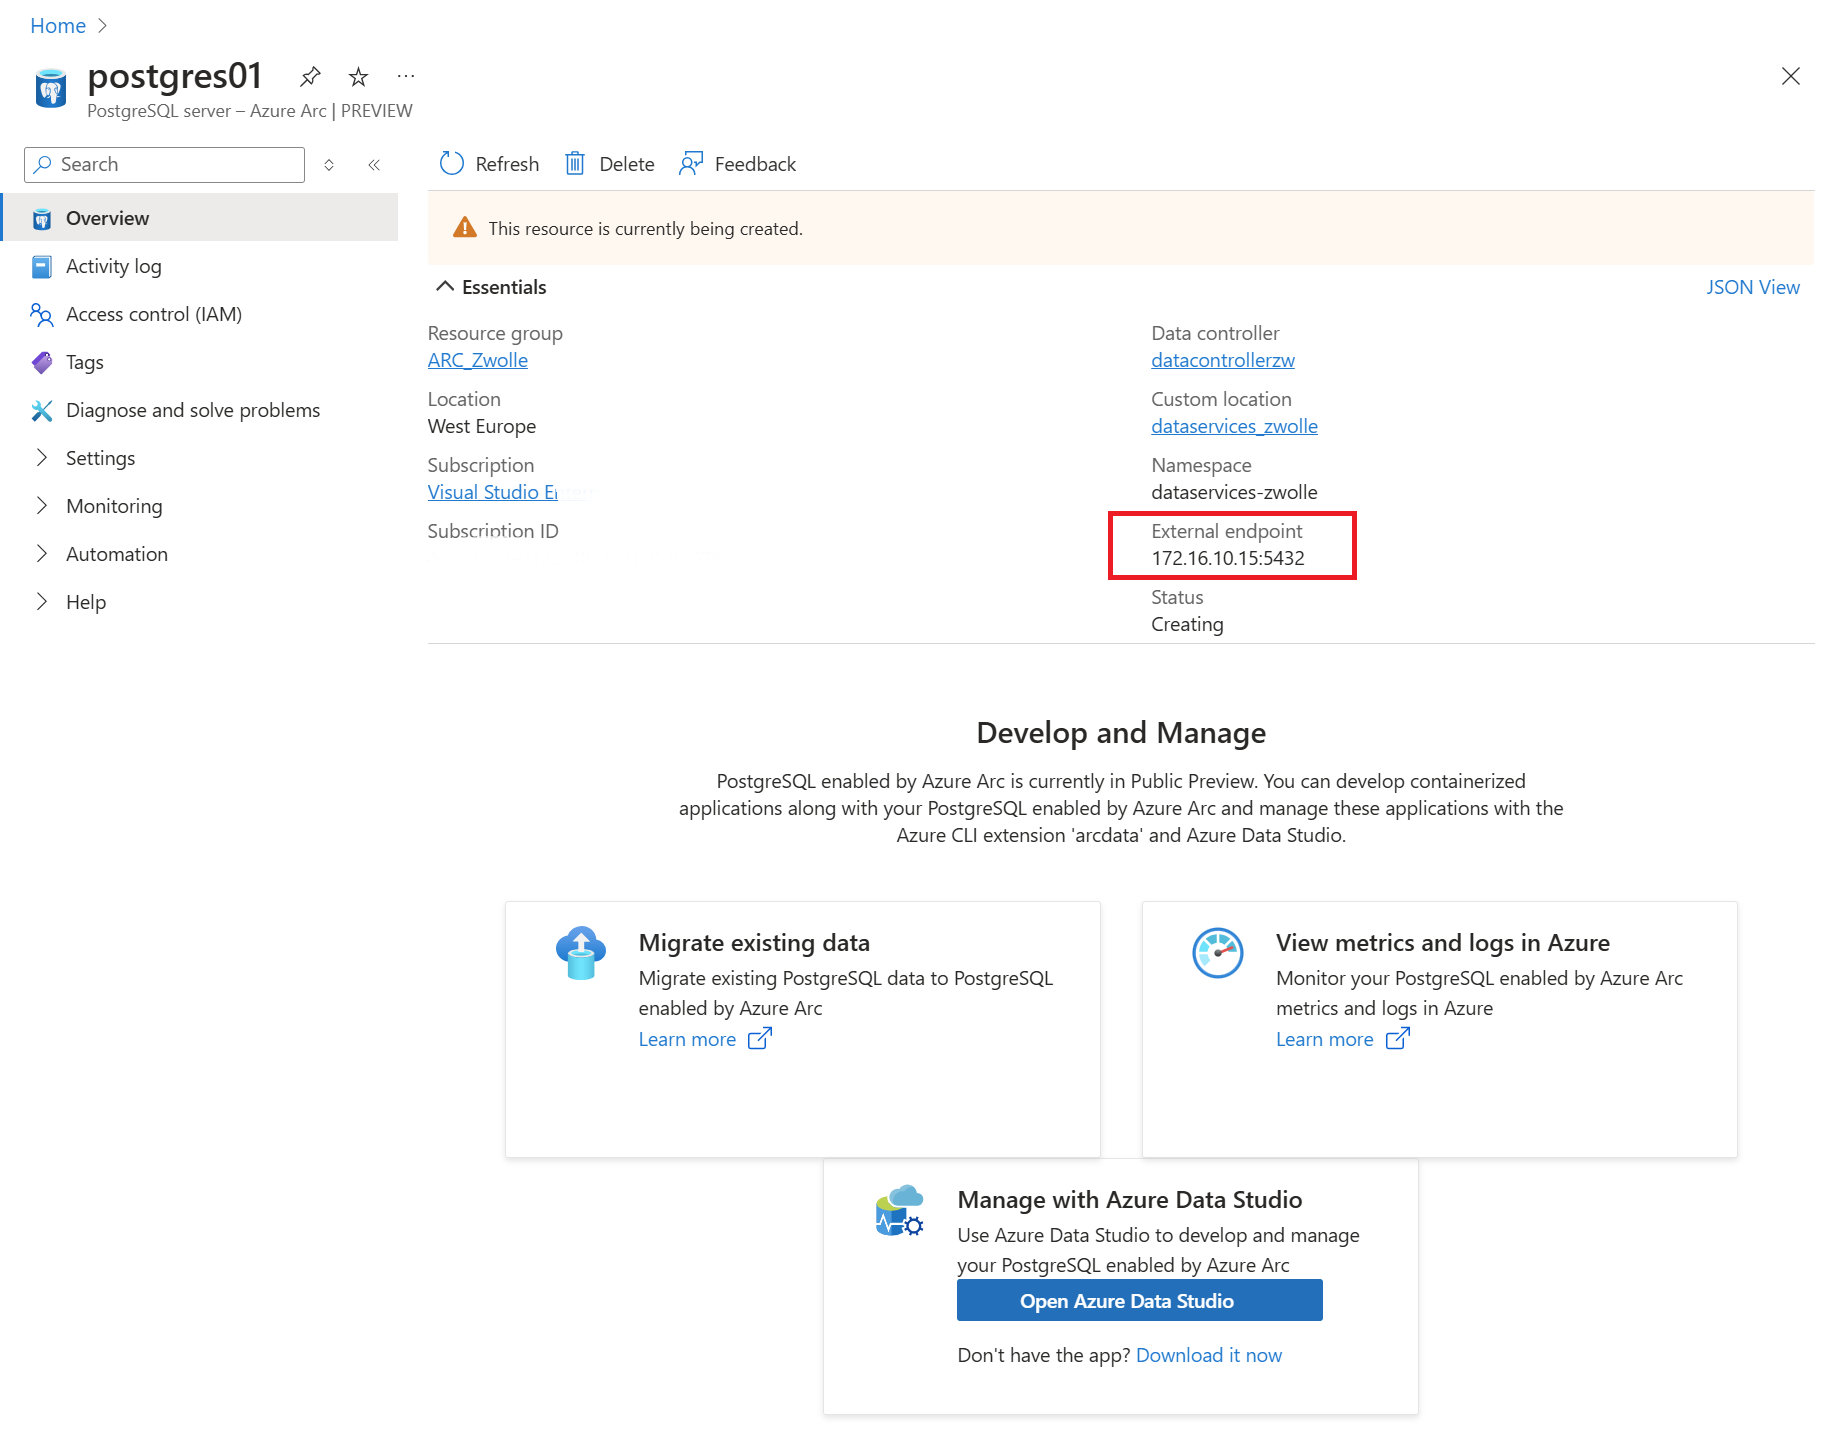 Home
postgres01
PostgreSQL server – Azure Arc | PREVIEW
Search
Overview
Activity log
Access control (IAM)
Tags
Diagnose and solve problems
Settings
Monitoring
Automation
Help
Refresh Delete Feedback
This resource is currently being created.
Essentials
JSON View
Resource group
ARC_Zwolle
Location
West Europe
Subscription
Visual Studio
Subscription ID
Data controller
datacontrollerzw
Custom location
dataservices_zwolle
Namespace
dataservices-zwolle
External endpoint
172.16.10.15:5432
Status
Creating
Develop and Manage
PostgreSQL enabled by Azure Arc is currently in Public Preview. You can develop containerized
applications along with your PostgreSQL enabled by Azure Arc and manage these applications with the
Azure CLI extension 'arcdata' and Azure Data Studio.
Migrate existing data
Migrate existing PostgreSQL data to PostgreSQL
enabled by Azure Arc
Learn more
View metrics and logs in Azure
Monitor your PostgreSQL enabled by Azure Arc
metrics and logs in Azure
Learn more
Manage with Azure Data Studio
Use Azure Data Studio to develop and manage
your PostgreSQL enabled by Azure Arc
Open Azure Data Studio
Don't have the app? Download it now